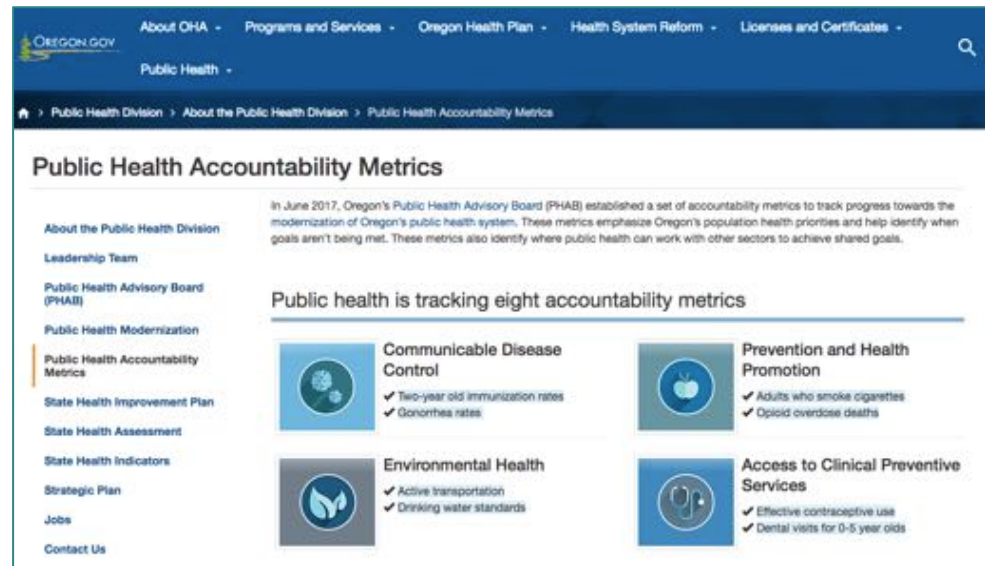 OREGON.GOV
About OHA
Programs and Services
Oregon Health Plan
Health System Reform
Licenses and Certificates
Public Health
> Public Health Division > About the Public Health Division > Public Health Accountability Metrics
Public Health Accountability Metrics
About the Public Health Division
Leadership Team
Public Health Advisory Board
(PHAB)
Public Health Modernization
Public Health Accountability
Metrics
State Health Improvement Plan
State Health Assessment
State Health Indicators
Strategic Plan
Jobs
Contact Us
In June 2017, Oregon's Public Health Advisory Board (PHAB) established a set of accountability metrics to track progress towards the
modernization of Oregon's public health system. These metrics emphasize Oregon's population health priorities and help identify when
goals aren't being met. These metrics also identify where public health can work with other sectors to achieve shared goals.
Public health is tracking eight accountability metrics
Communicable Disease
Control
✔ Two-year old immunization rates
✔ Gonorrhea rates
Prevention and Health
Promotion
✔ Adults who smoke cigarettes
✔ Opioid overdose deaths
Environmental Health
✔ Active transportation
✔ Drinking water standards
Access to Clinical Preventive
Services
✔ Effective contraceptive use
✔ Dental visits for 0-5 year olds